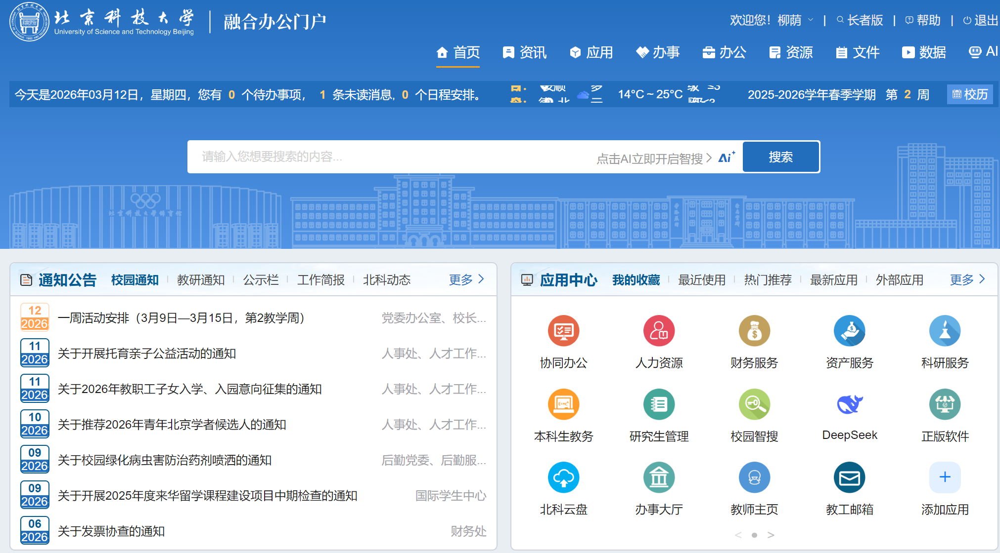 北京科技大学
University of Science and Technology Beijing
融合办公门户
欢迎您！柳荫 | 长者版 | 帮助 | 退出
首页 资讯 应用 办事 办公 资源 文件 数据 AI
今天是2026年03月12日，星期四，您有 0 个待办事项， 1 条未读消息, 0 个日程安排。
14°C ~ 25°C
2025-2026学年春季学期 第 2 周
校历
请输入您想要搜索的内容...
点击AI立即开启智搜 Ai
搜索
北京科技大学体育馆
通知公告 校园通知 教研通知 公示栏 工作简报 北科动态 更多
12
2026
一周活动安排（3月9日—3月15日，第2教学周） 党委办公室、校长...
11
2026
关于开展托育亲子公益活动的通知 人事处、人才工作...
11
2026
关于2026年教职工子女入学、入园意向征集的通知 人事处、人才工作...
10
2026
关于推荐2026年青年北京学者候选人的通知 人事处、人才工作...
09
2026
关于校园绿化病虫害防治药剂喷洒的通知 后勤党委、后勤服...
09
2026
关于开展2025年度来华留学课程建设项目中期检查的通知 国际学生中心
06
2026
关于发票协查的通知 财务处
应用中心 我的收藏 最近使用 热门推荐 最新应用 外部应用 更多
协同办公 人力资源 财务服务 资产服务 科研服务
本科生教务 研究生管理 校园智搜 DeepSeek 正版软件
北科云盘 办事大厅 教师主页 教工邮箱 添加应用